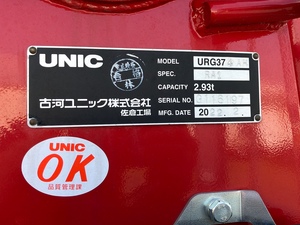 UNIC
MODEL URG37
SPEC.
CAPACITY 2.93t
古河ユニック株式会社
佐倉工場
SERIAL NO.
MFG. DATE 20
UNIC
OK
品質管理課